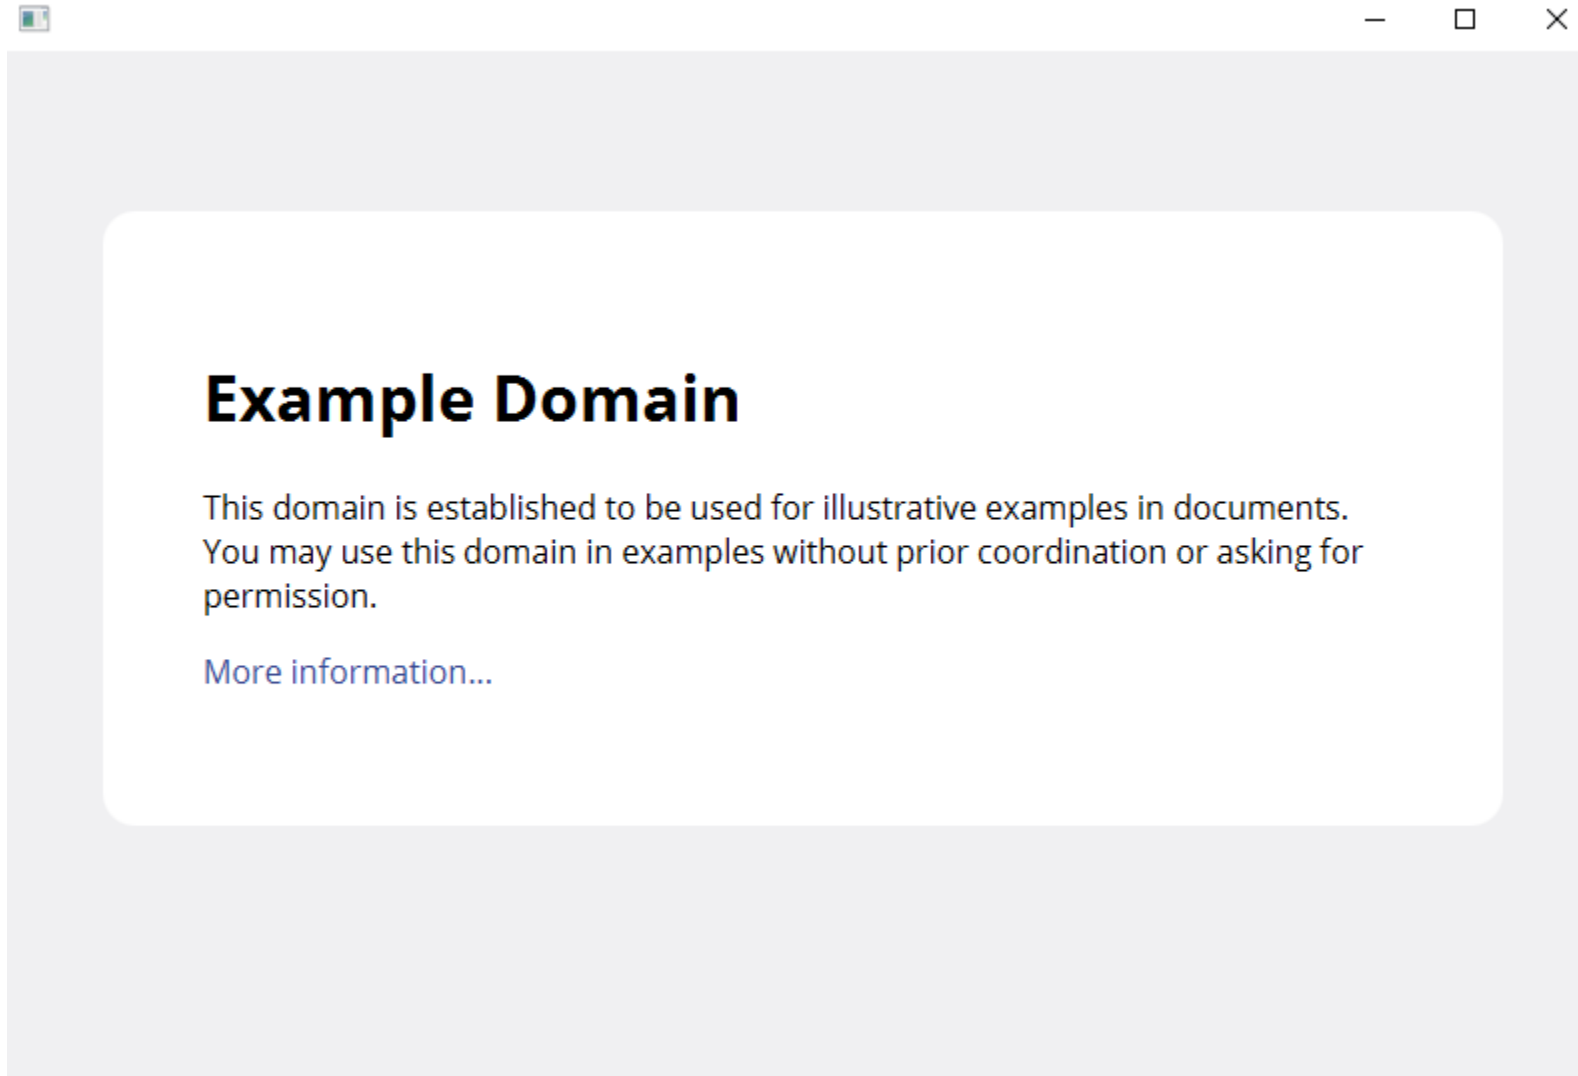 Example Domain
This domain is established to be used for illustrative examples in documents.
You may use this domain in examples without prior coordination or asking for
permission.
More information...